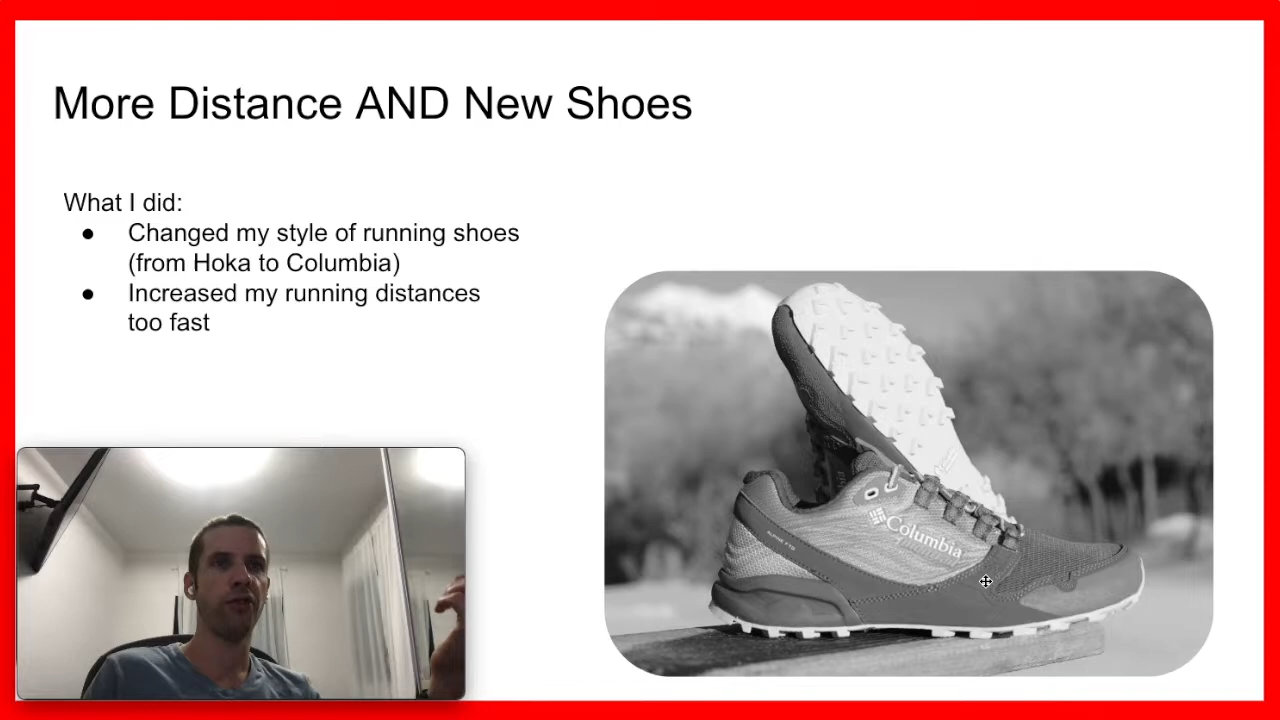 More Distance AND New Shoes
What I did:
● Changed my style of running shoes
(from Hoka to Columbia)
● Increased my running distances
too fast
Columbia